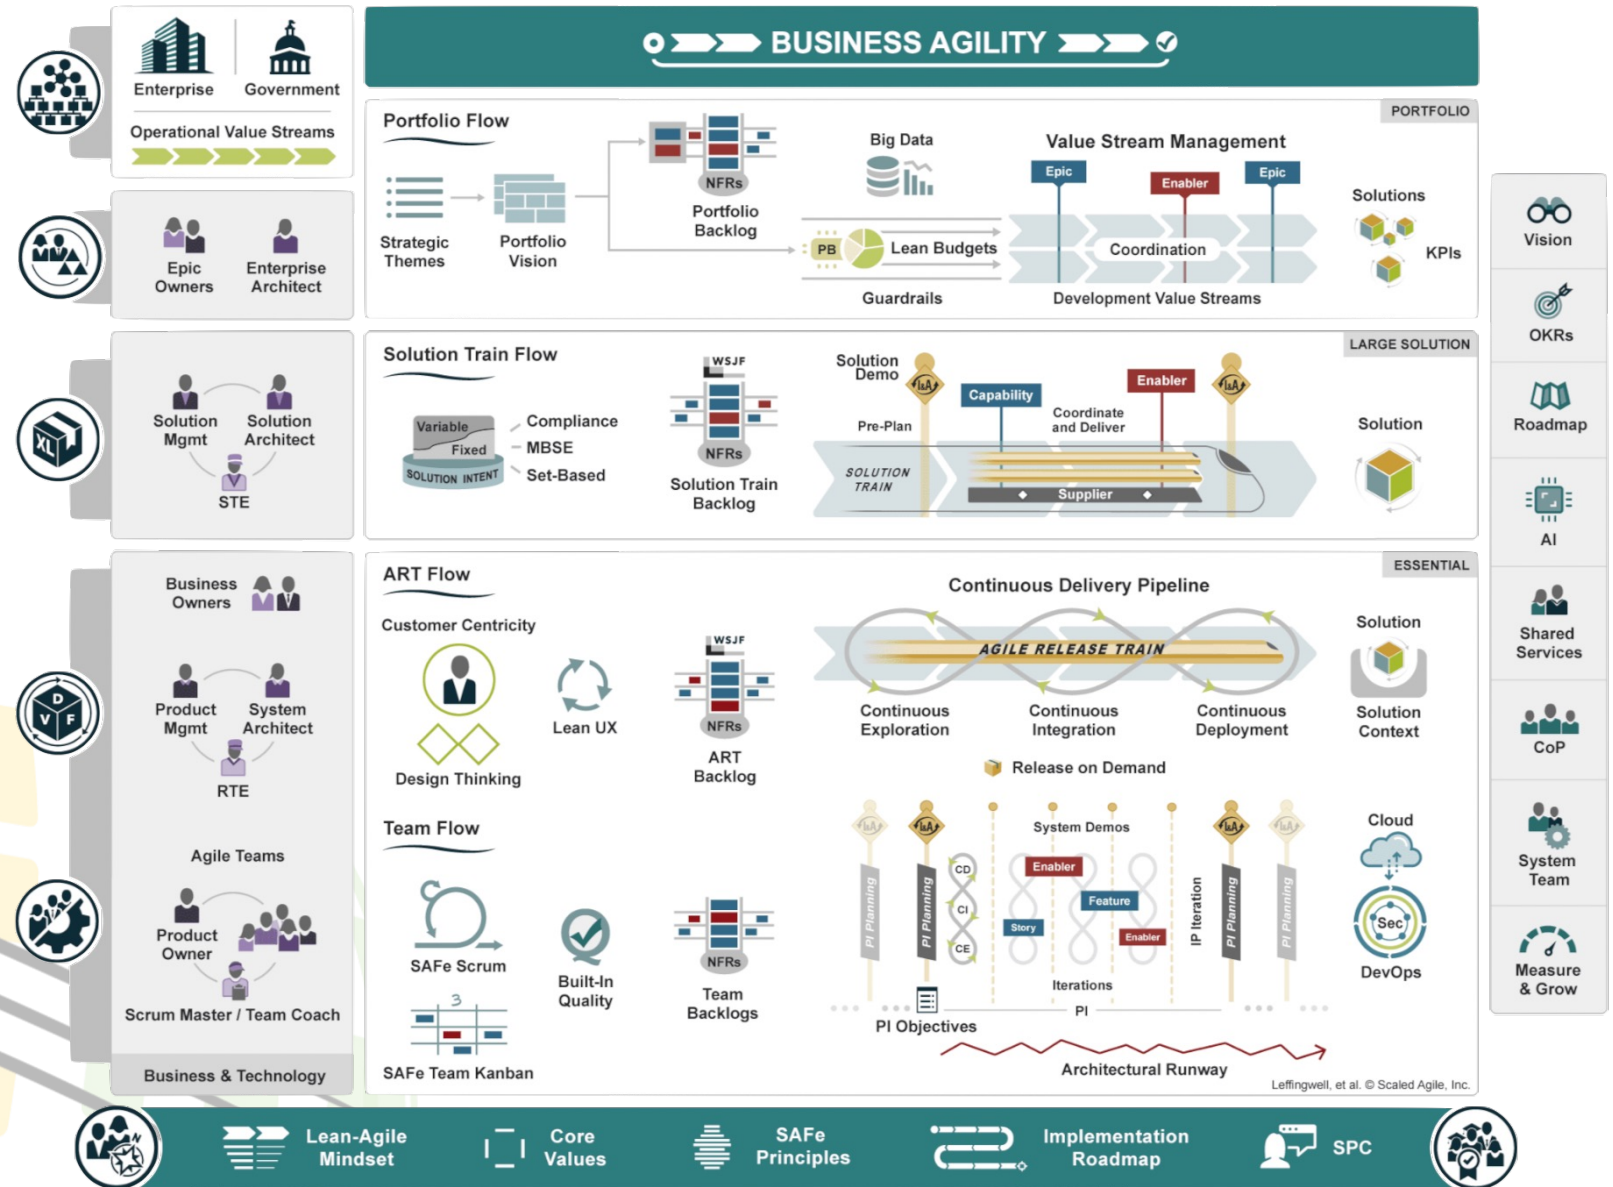 BUSINESS AGILITY
Enterprise
Government
Operational Value Streams
Epic
Owners
Enterprise
Architect
Portfolio Flow
PORTFOLIO
Strategic
Themes
Portfolio
Vision
NFRs
Portfolio
Backlog
Big Data
PB
Lean Budgets
Guardrails
Value Stream Management
Epic
Enabler
Epic
Coordination
Development Value Streams
Solutions
KPIs
XL
Solution
Mgmt
Solution
Architect
STE
Solution Train Flow
LARGE SOLUTION
Variable
Fixed
SOLUTION INTENT
Compliance
MBSE
Set-Based
WSJF
NFRs
Solution Train
Backlog
Solution
Demo
I&A
Pre-Plan
Capability
Coordinate
and Deliver
Enabler
I&A
SOLUTION
TRAIN
Supplier
Solution
D
V F
Business
Owners
Product
Mgmt
System
Architect
RTE
Agile Teams
Product
Owner
Scrum Master / Team Coach
Business & Technology
ART Flow
ESSENTIAL
Customer Centricity
Lean UX
Design Thinking
WSJF
NFRs
ART
Backlog
Continuous Delivery Pipeline
AGILE RELEASE TRAIN
Continuous
Exploration
Continuous
Integration
Continuous
Deployment
Release on Demand
Solution
Solution
Context
Team Flow
SAFe Scrum
Built-In
Quality
3
SAFe Team Kanban
NFRs
Team
Backlogs
I&A
I&A
System Demos
I&A
I&A
PI Planning
PI Planning
CD
CI
CE
Enabler
Story
Feature
Enabler
IP Iteration
PI Planning
PI Planning
Iterations
PI
PI Objectives
Architectural Runway
Cloud
Sec
DevOps
Leffingwell, et al. © Scaled Agile, Inc.
Vision
OKRs
Roadmap
AI
Shared
Services
CoP
System
Team
Measure
& Grow
N
Lean-Agile
Mindset
Core
Values
SAFe
Principles
Implementation
Roadmap
SPC